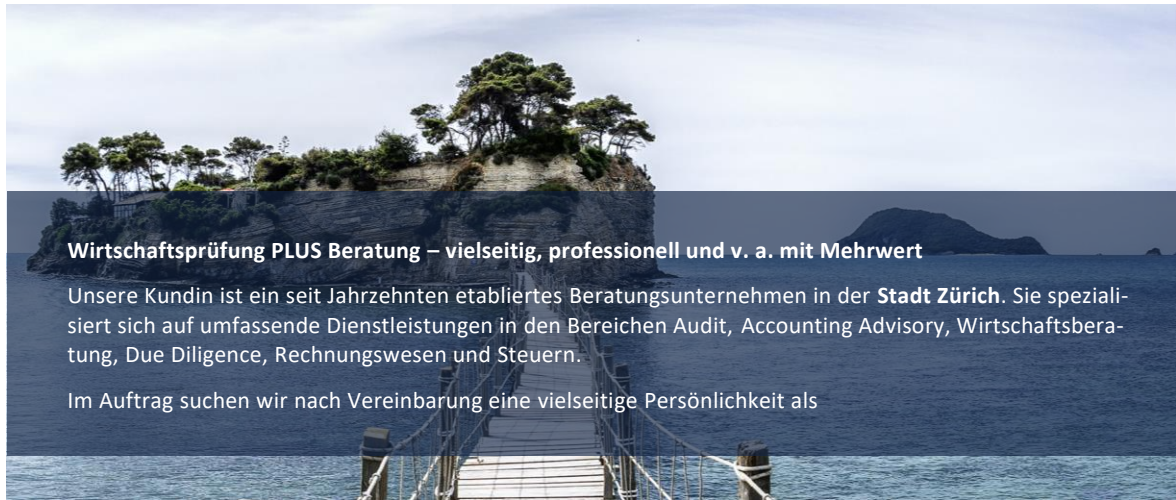 Wirtschaftsprüfung PLUS Beratung – vielseitig, professionell und v. a. mit Mehrwert
Unsere Kundin ist ein seit Jahrzehnten etabliertes Beratungsunternehmen in der Stadt Zürich. Sie speziali-
siert sich auf umfassende Dienstleistungen in den Bereichen Audit, Accounting Advisory, Wirtschaftsbera-
tung, Due Diligence, Rechnungswesen und Steuern.
Im Auftrag suchen wir nach Vereinbarung eine vielseitige Persönlichkeit als